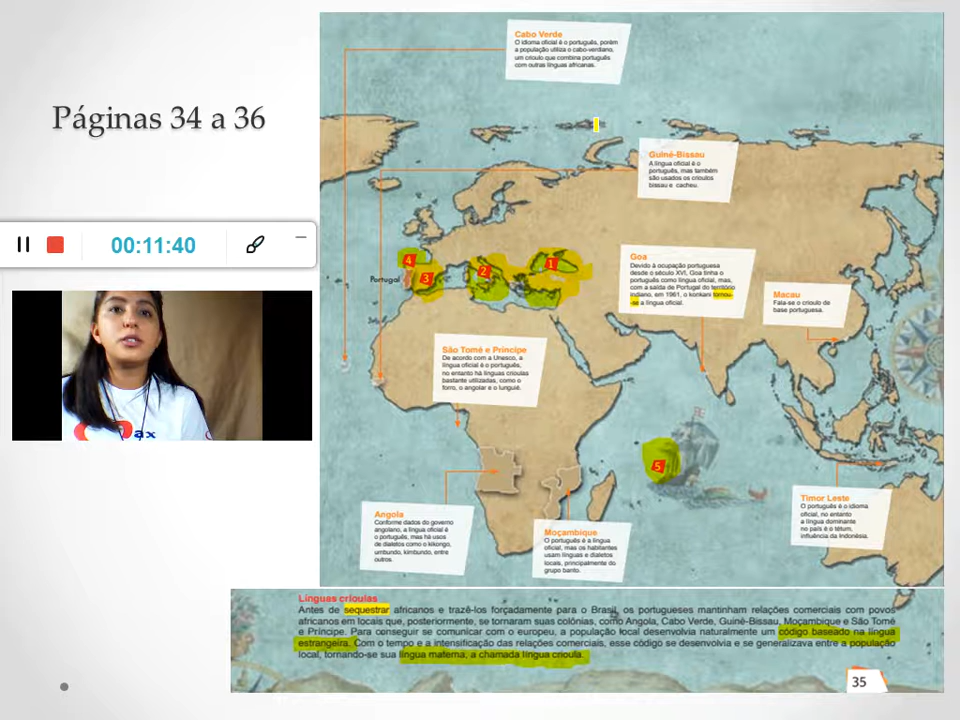 Páginas 34 a 36
00:11:40
ax
Cabo Verde
O idioma oficial é o português, porém
a população utiliza o cabo-verdiano,
um crioulo que combina português
com outras línguas africanas.
Guiné-Bissau
A língua oficial é o
português, mas também
são usados os crioulos
bissau e cacheu.
4
3
2
1
Portugal
Goa
Devido à ocupação portuguesa
desde o século XVI, Goa tinha o
português como língua oficial, mas,
com a saída de Portugal do território
indiano, em 1961, o konkani tornou-
-se a língua oficial.
Macau
Fala-se o crioulo de
base portuguesa.
São Tomé e Príncipe
De acordo com a Unesco, a
língua oficial é o português,
no entanto há línguas crioulas
bastante utilizadas, como o
forro, o angolar e o lunguié.
5
Angola
Conforme dados do governo
angolano, a língua oficial é
o português, mas há usos
de dialetos como o kikongo,
umbundo, kimbundo, entre
outros.
Moçambique
O português é a língua
oficial, mas os habitantes
usam línguas e dialetos
locais, principalmente do
grupo banto.
Timor Leste
O português é o idioma
oficial, no entanto
a língua dominante
no país é o tétum,
influência da Indonésia.
Línguas crioulas
Antes de sequestrar africanos e trazê-los forçadamente para o Brasil, os portugueses mantinham relações comerciais com povos
africanos em locais que, posteriormente, se tornaram suas colônias, como Angola, Cabo Verde, Guiné-Bissau, Moçambique e São Tomé
e Príncipe. Para conseguir se comunicar com o europeu, a população local desenvolvia naturalmente um código baseado na língua
estrangeira. Com o tempo e a intensificação das relações comerciais, esse código se desenvolvia e se generalizava entre a população
local, tornando-se sua língua materna, a chamada língua crioula.
35